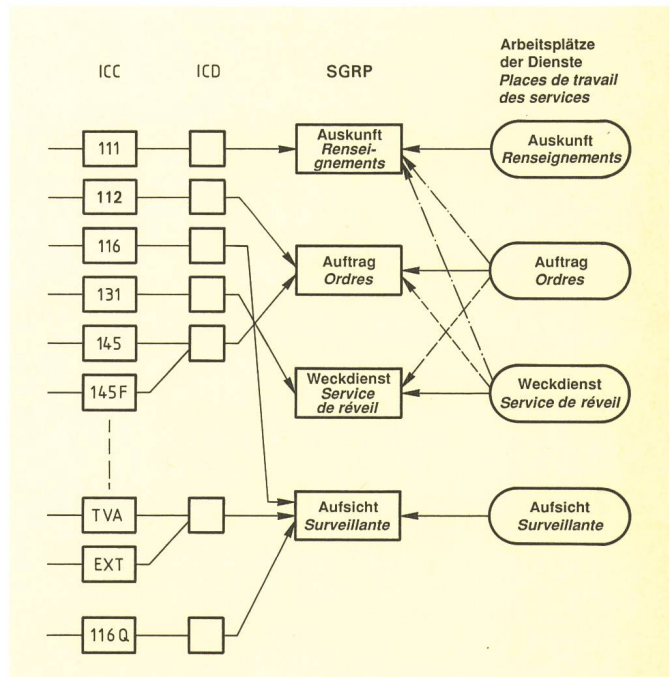 ICC
ICD
SGRP
Arbeitsplätze
der Dienste
Places de travail
des services
111
Auskunft
Rensei-
gnements
Auskunft
Renseignements
112
116
Auftrag
Ordres
Auftrag
Ordres
131
145
145F
Weckdienst
Service
de réveil
Weckdienst
Service de réveil
TVA
Aufsicht
Surveillante
Aufsicht
Surveillante
EXT
116Q